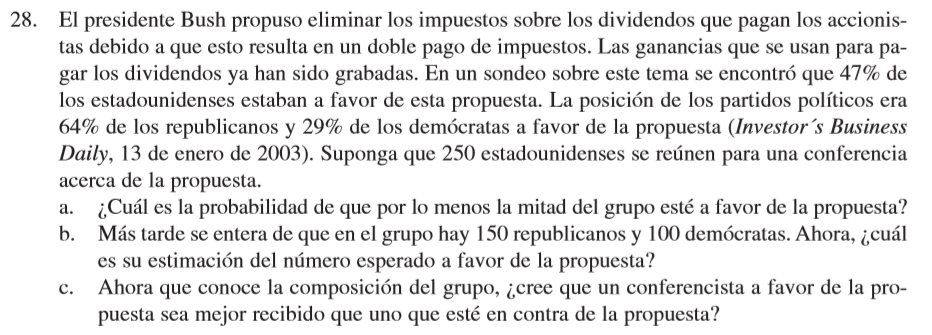 28. El presidente Bush propuso eliminar los impuestos sobre los dividendos que pagan los accionis-
tas debido a que esto resulta en un doble pago de impuestos. Las ganancias que se usan para pa-
gar los dividendos ya han sido grabadas. En un sondeo sobre este tema se encontró que 47% de
los estadounidenses estaban a favor de esta propuesta. La posición de los partidos políticos era
64% de los republicanos y 29% de los demócratas a favor de la propuesta (Investor´s Business
Daily, 13 de enero de 2003). Suponga que 250 estadounidenses se reúnen para una conferencia
acerca de la propuesta.
a. ¿Cuál es la probabilidad de que por lo menos la mitad del grupo esté a favor de la propuesta?
b. Más tarde se entera de que en el grupo hay 150 republicanos y 100 demócratas. Ahora, ¿cuál
es su estimación del número esperado a favor de la propuesta?
c. Ahora que conoce la composición del grupo, ¿cree que un conferencista a favor de la pro-
puesta sea mejor recibido que uno que esté en contra de la propuesta?